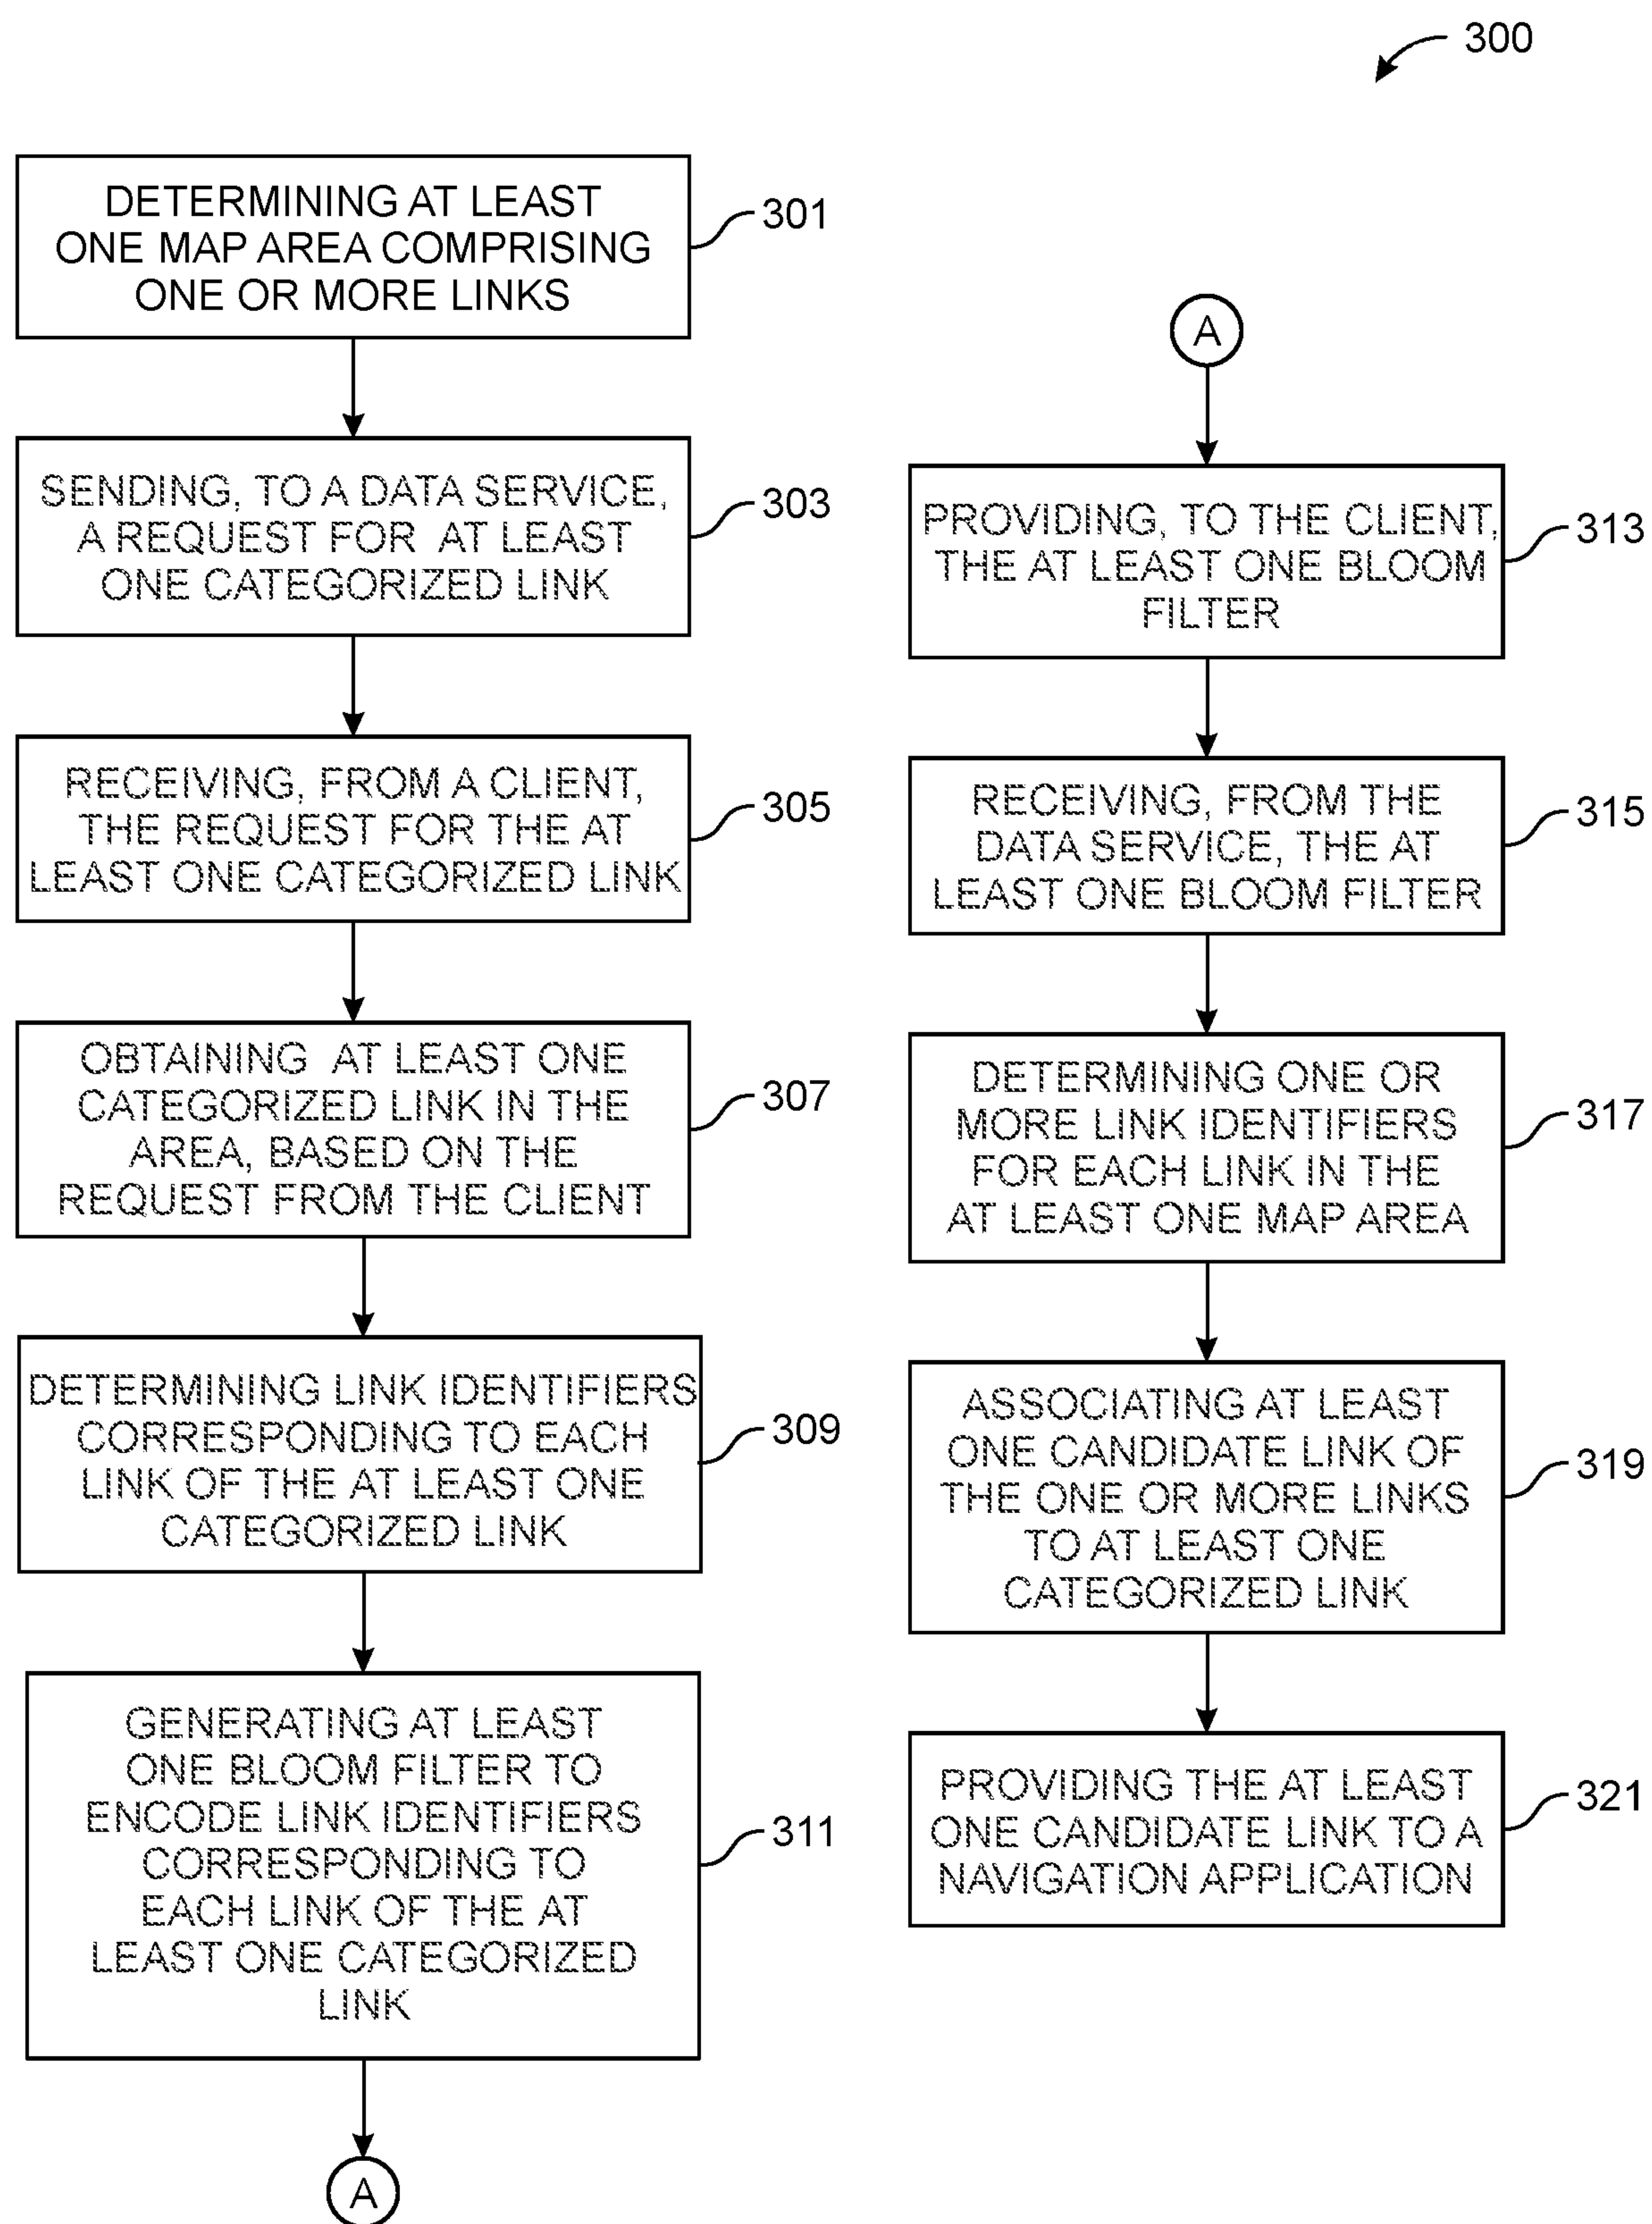 300
DETERMINING AT LEAST
ONE MAP AREA COMPRISING
ONE OR MORE LINKS
301
SENDING, TO A DATA SERVICE,
A REQUEST FOR AT LEAST
ONE CATEGORIZED LINK
303
RECEIVING, FROM A CLIENT,
THE REQUEST FOR THE AT
LEAST ONE CATEGORIZED LINK
305
OBTAINING AT LEAST ONE
CATEGORIZED LINK IN THE
AREA, BASED ON THE
REQUEST FROM THE CLIENT
307
DETERMINING LINK IDENTIFIERS
CORRESPONDING TO EACH
LINK OF THE AT LEAST ONE
CATEGORIZED LINK
309
GENERATING AT LEAST
ONE BLOOM FILTER TO
ENCODE LINK IDENTIFIERS
CORRESPONDING TO
EACH LINK OF THE AT
LEAST ONE CATEGORIZED
LINK
311
A
A
PROVIDING, TO THE CLIENT,
THE AT LEAST ONE BLOOM
FILTER
313
RECEIVING, FROM THE
DATA SERVICE, THE AT
LEAST ONE BLOOM FILTER
315
DETERMINING ONE OR
MORE LINK IDENTIFIERS
FOR EACH LINK IN THE
AT LEAST ONE MAP AREA
317
ASSOCIATING AT LEAST
ONE CANDIDATE LINK OF
THE ONE OR MORE LINKS
TO AT LEAST ONE
CATEGORIZED LINK
319
PROVIDING THE AT LEAST
ONE CANDIDATE LINK TO A
NAVIGATION APPLICATION
321